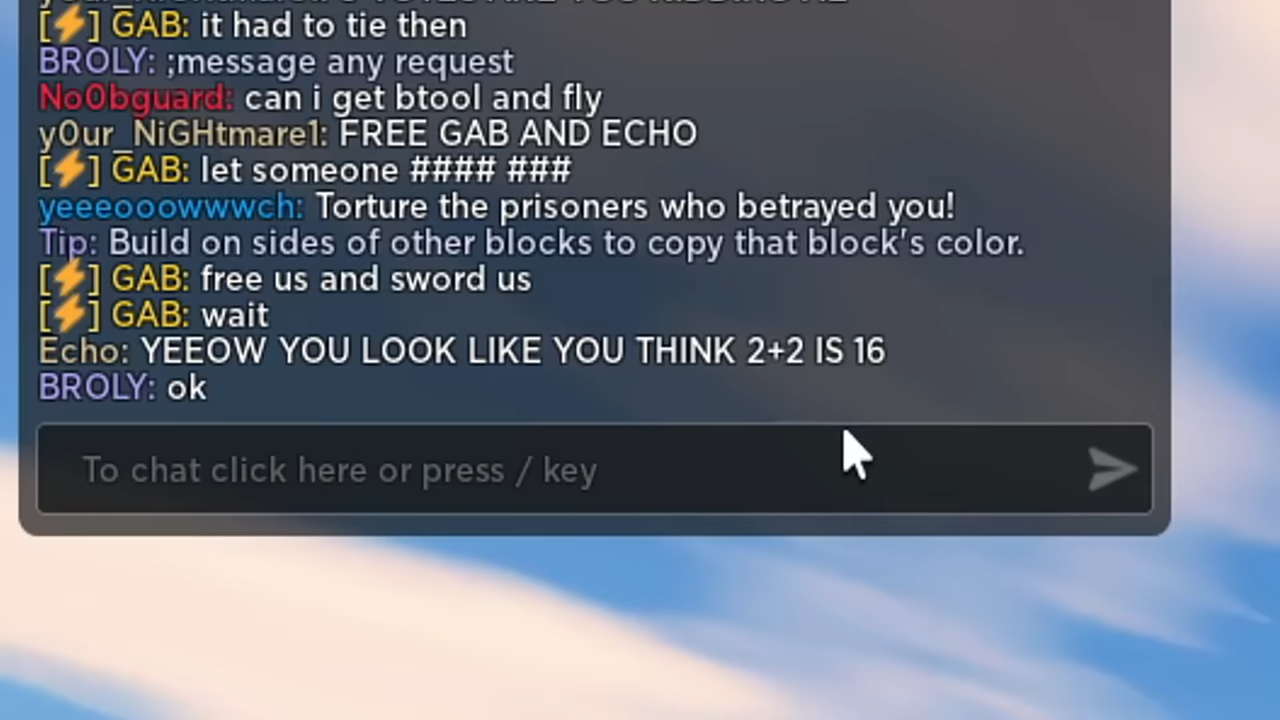 [⚡] GAB: it had to tie then
BROLY: ;message any request
No0bguard: can i get btool and fly
y0ur_NiGHtmare1: FREE GAB AND ECHO
[⚡] GAB: let someone #### ###
yeeeooowwwch: Torture the prisoners who betrayed you!
Tip: Build on sides of other blocks to copy that block's color.
[⚡] GAB: free us and sword us
[⚡] GAB: wait
Echo: YEEOW YOU LOOK LIKE YOU THINK 2+2 IS 16
BROLY: ok
To chat click here or press / key